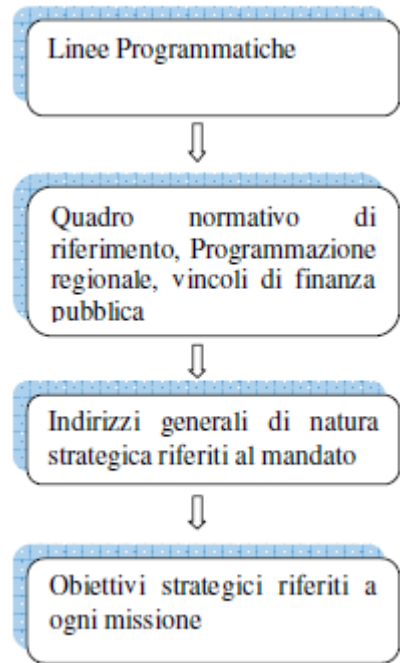 Linee Programmatiche
Quadro normativo di
riferimento, Programmazione
regionale, vincoli di finanza
pubblica
Indirizzi generali di natura
strategica riferiti al mandato
Obiettivi strategici riferiti a
ogni missione